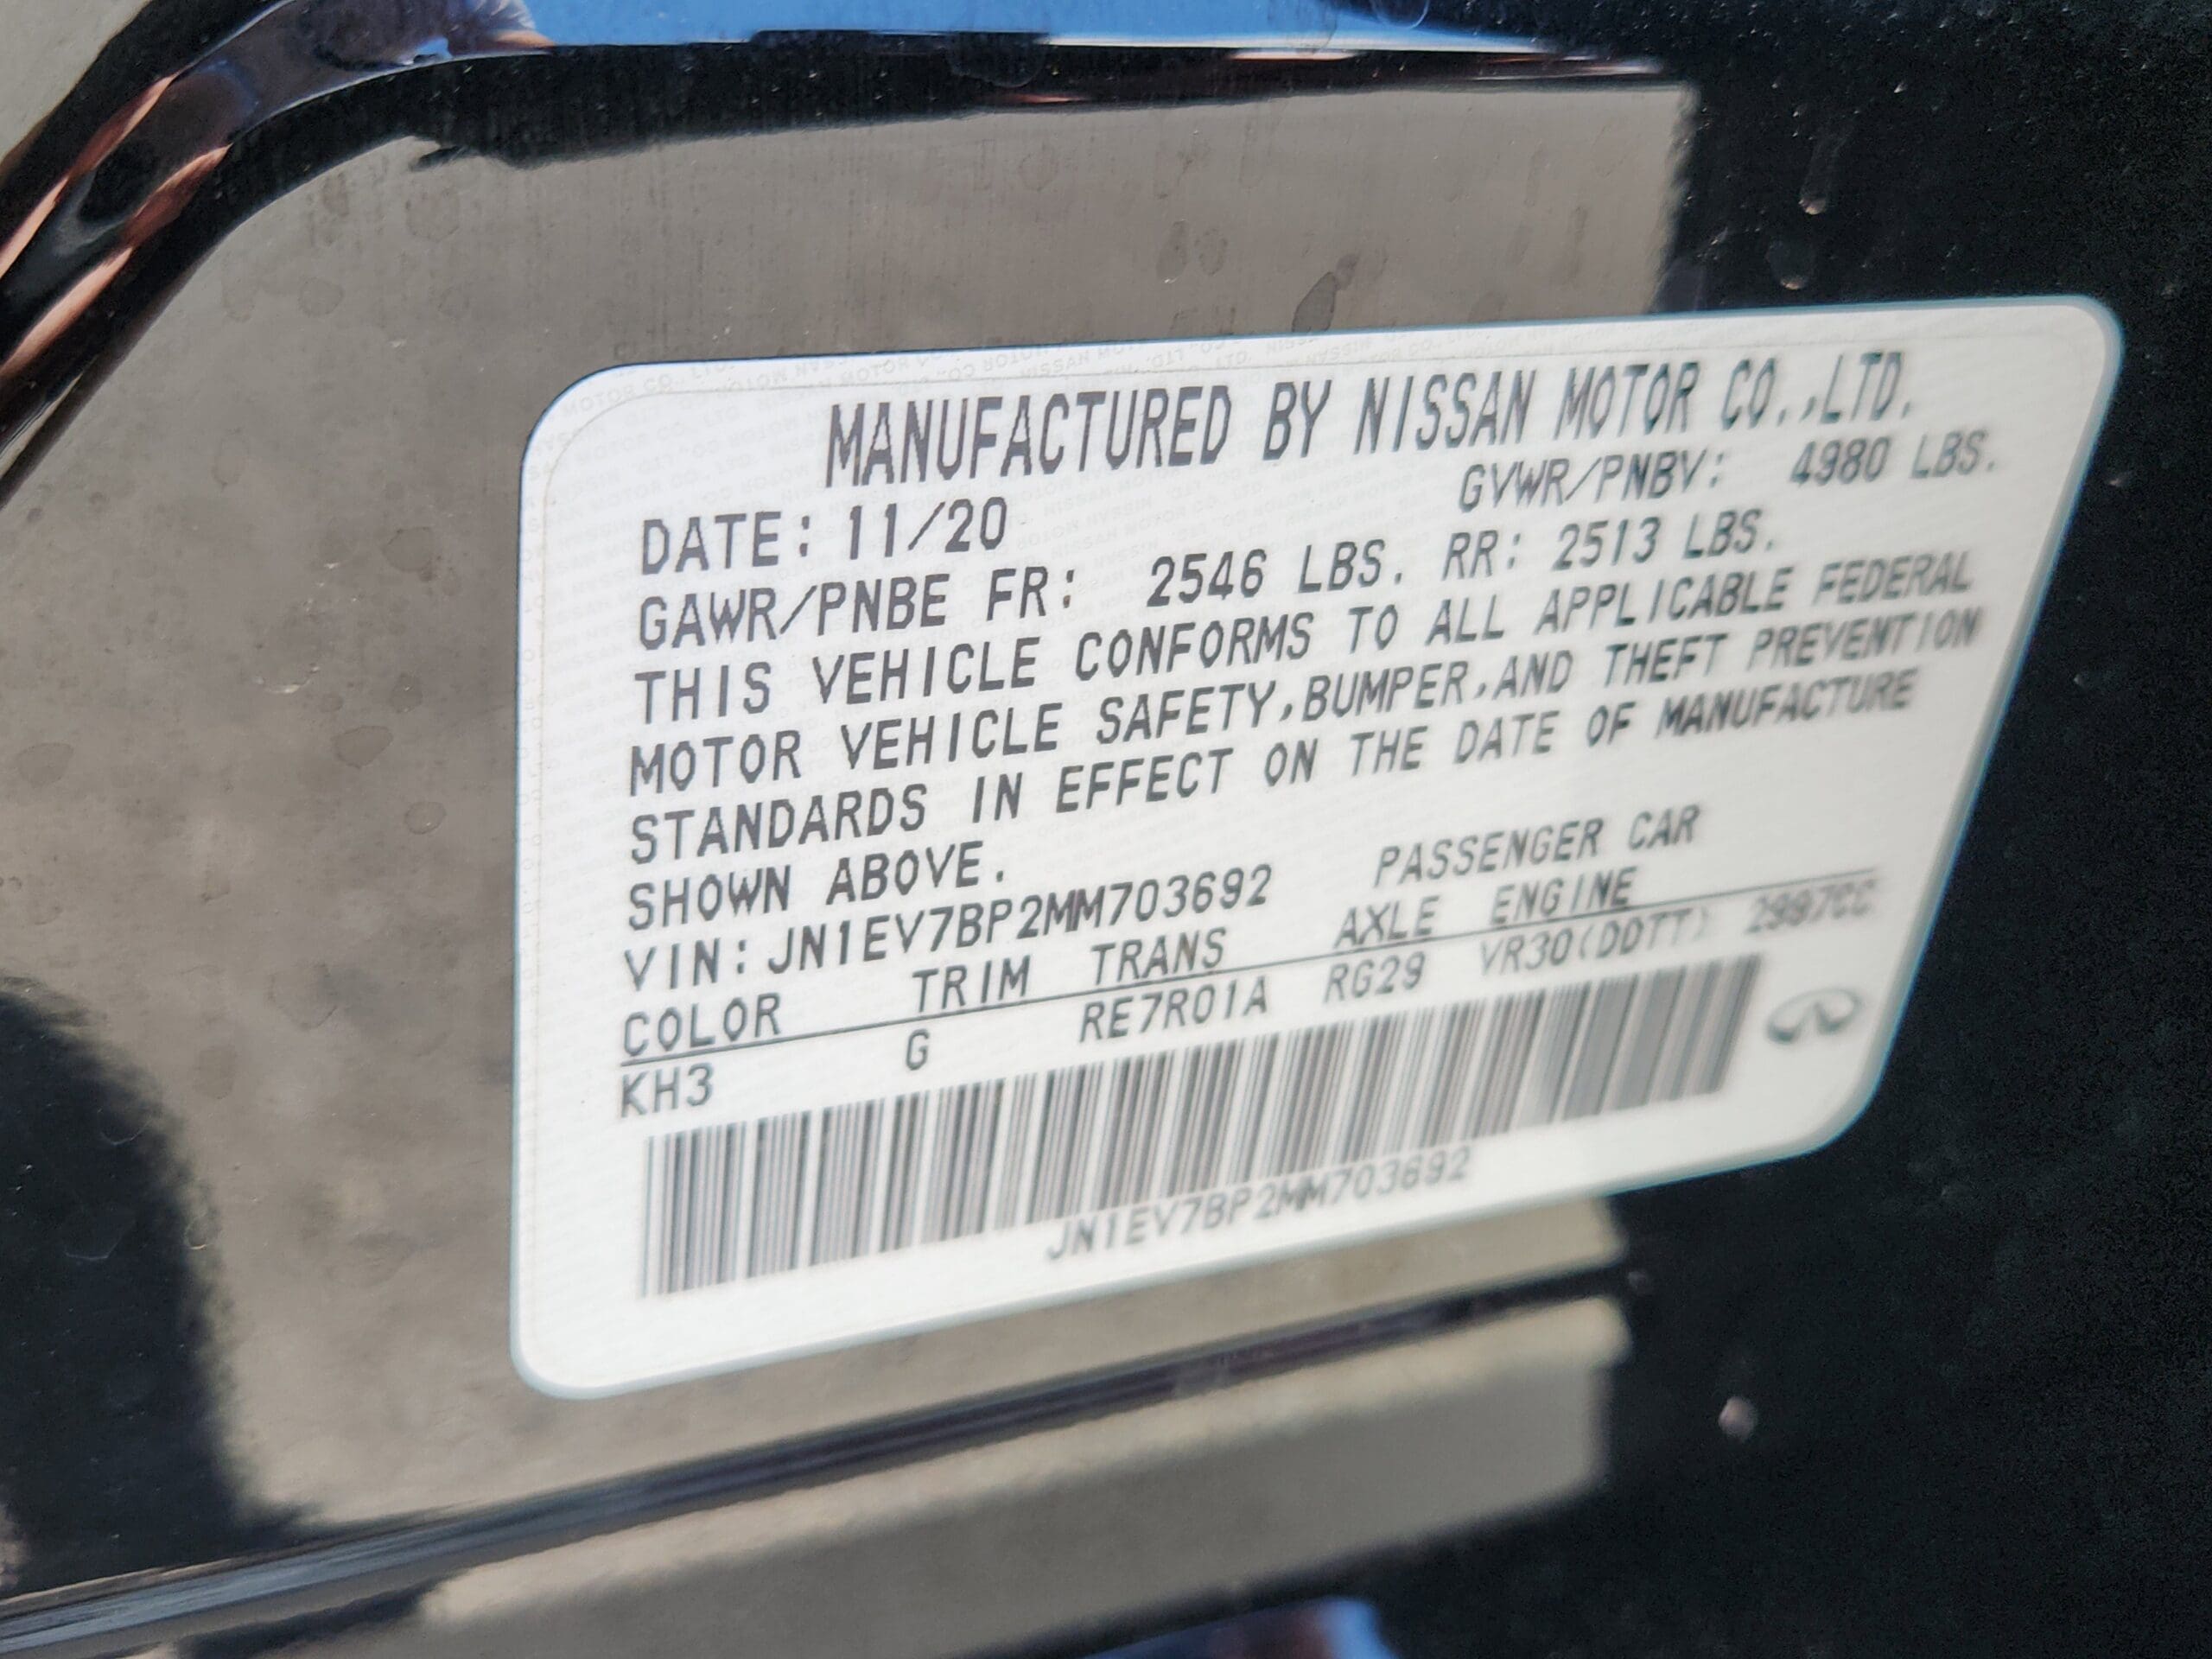 MANUFACTURED BY NISSAN MOTOR CO.,LTD.
DATE: 11/20 GVWR/PNBV: 4980 LBS.
GAWR/PNBE FR: 2546 LBS. RR: 2513 LBS.
THIS VEHICLE CONFORMS TO ALL APPLICABLE FEDERAL
MOTOR VEHICLE SAFETY,BUMPER,AND THEFT PREVENTION
STANDARDS IN EFFECT ON THE DATE OF MANUFACTURE
SHOWN ABOVE.
VIN:JN1EV7BP2MM703692 PASSENGER CAR
COLOR TRIM TRANS AXLE ENGINE
KH3 G RE7R01A RG29 VR30(DDTT) 2997CC
JN1EV7BP2MM703692